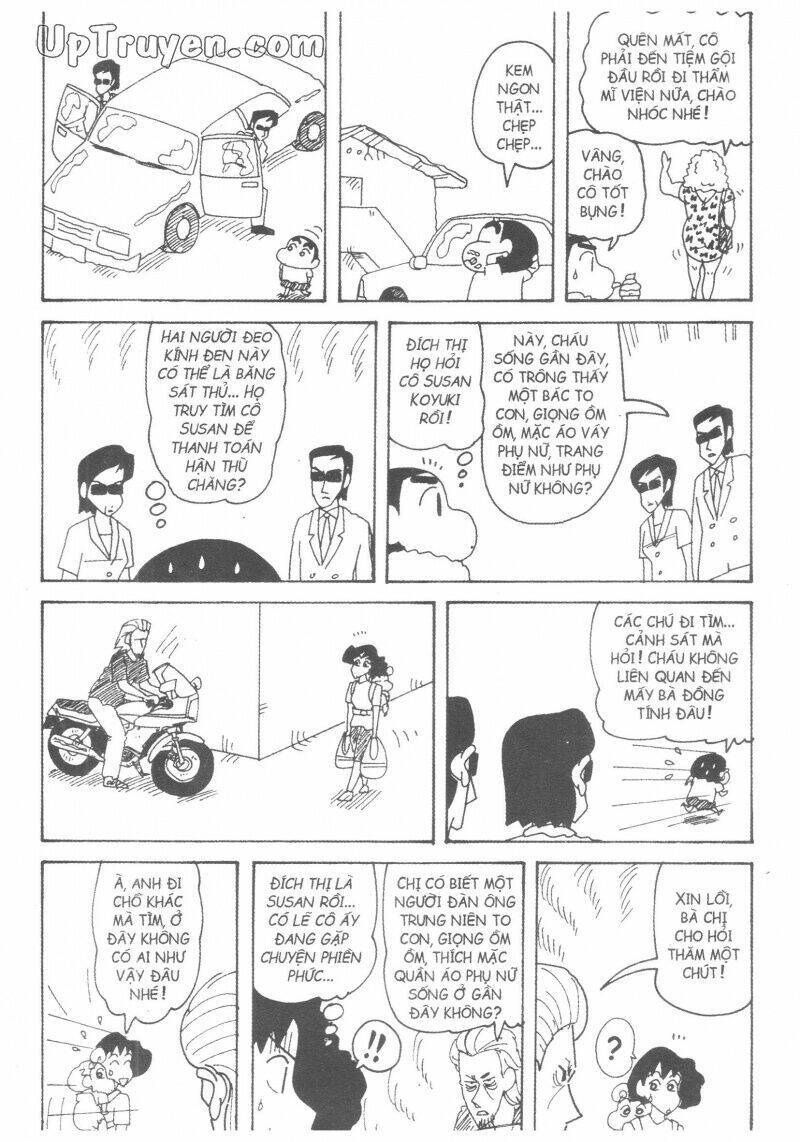 UpTruyen.com
QUÊN MẤT, CÔ
PHẢI ĐẾN TIỆM GỘI
ĐẦU RỒI ĐI THẨM
MĨ VIỆN NỮA, CHÀO
NHÓC NHÉ!
VÂNG,
CHÀO
CÔ TỐT
BỤNG!
KEM
NGON
THẬT...
CHẸP
CHẸP...
NÀY, CHÁU
SỐNG GẦN ĐÂY,
CÓ TRÔNG THẤY
MỘT BÁC TO
CON, GIỌNG ỒM
ỒM, MẶC ÁO VÁY
PHỤ NỮ, TRANG
ĐIỂM NHƯ PHỤ
NỮ KHÔNG?
ĐÍCH THỊ
HỌ HỎI
CÔ SUSAN
KOYUKI
RỒI!
HAI NGƯỜI ĐEO
KÍNH ĐEN NÀY
CÓ THỂ LÀ BĂNG
SÁT THỦ... HỌ
TRUY TÌM CÔ
SUSAN ĐỂ
THANH TOÁN
HẬN THÙ
CHĂNG?
CÁC CHÚ ĐI TÌM...
CẢNH SÁT MÀ
HỎI! CHÁU KHÔNG
LIÊN QUAN ĐẾN
MẤY BÀ ĐỒNG
TÍNH ĐÂU!
XIN LỖI,
BÀ CHỊ
CHO HỎI
THĂM MỘT
CHÚT!
?
CHỊ CÓ BIẾT MỘT
NGƯỜI ĐÀN ÔNG
TRUNG NIÊN TO
CON, GIỌNG ỒM
ỒM, THÍCH MẶC
QUẦN ÁO PHỤ NỮ
SỐNG Ở GẦN
ĐÂY KHÔNG?
ĐÍCH THỊ LÀ
SUSAN RỒI...
CÓ LẼ CÔ ẤY
ĐANG GẶP
CHUYỆN PHIỀN
PHỨC...
!!
À, ANH ĐI
CHỖ KHÁC
MÀ TÌM, Ở
ĐÂY KHÔNG
CÓ AI NHƯ
VẬY ĐÂU
NHÉ!